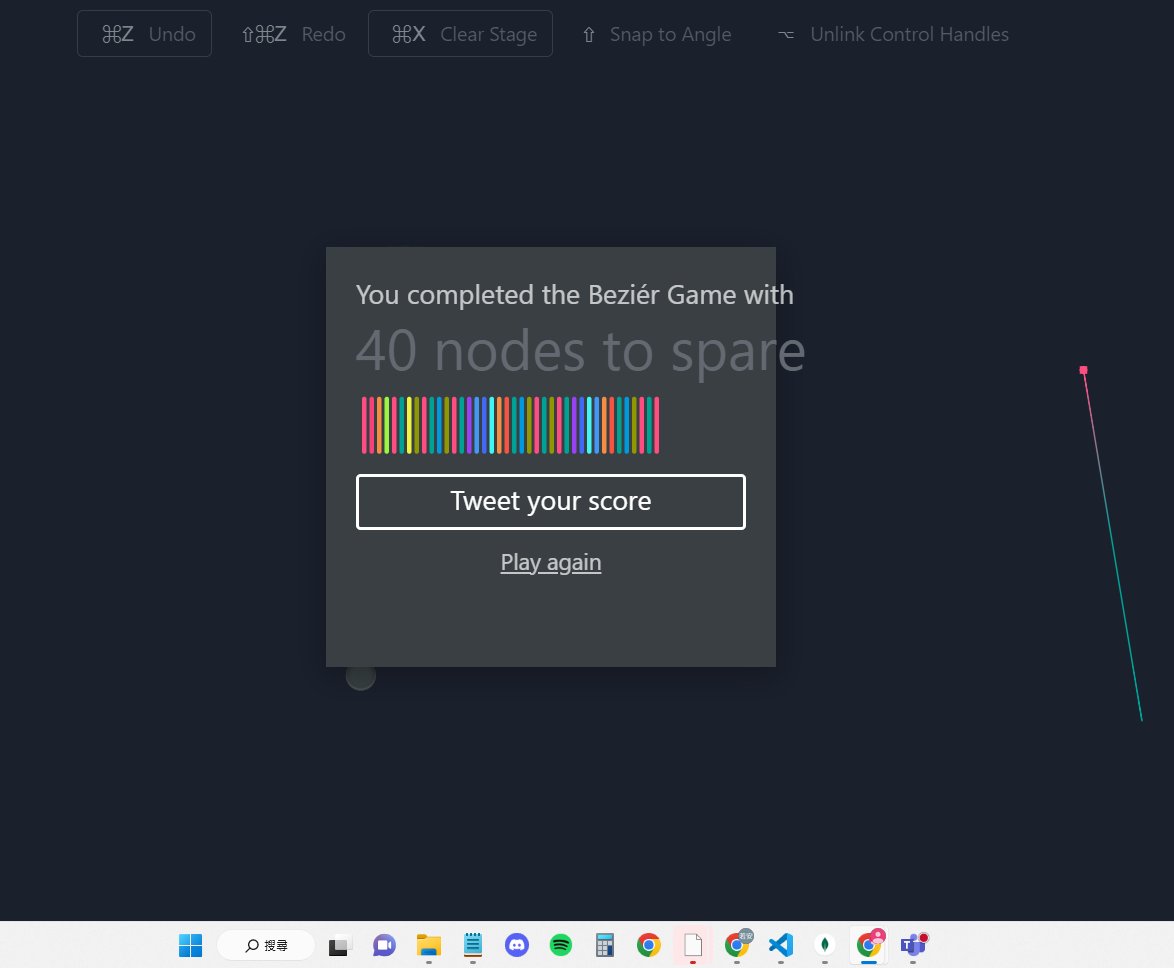 ⌘Z Undo ⇧⌘Z Redo ⌘X Clear Stage ⇧ Snap to Angle ⌥ Unlink Control Handles
You completed the Beziér Game with
40 nodes to spare
Tweet your score
Play again
搜尋